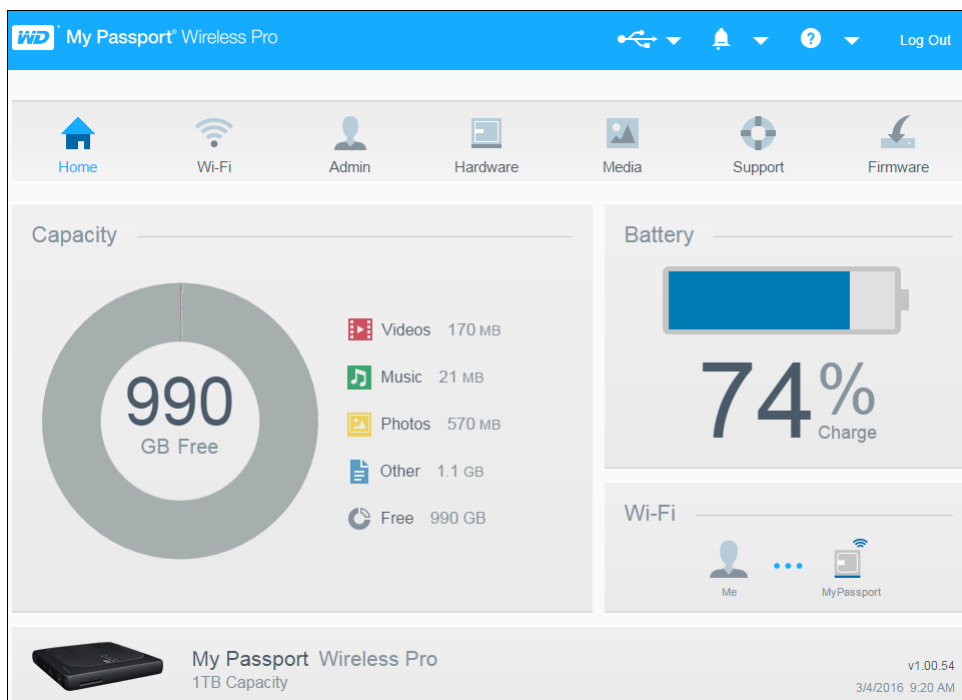 WD My Passport® Wireless Pro
Log Out
Home
Wi-Fi
Admin
Hardware
Media
Support
Firmware
Capacity
990
GB Free
Videos 170 MB
Music 21 MB
Photos 570 MB
Other 1.1 GB
Free 990 GB
Battery
74%
Charge
Wi-Fi
Me
MyPassport
My Passport Wireless Pro
1TB Capacity
v1.00.54
3/4/2016 9:20 AM